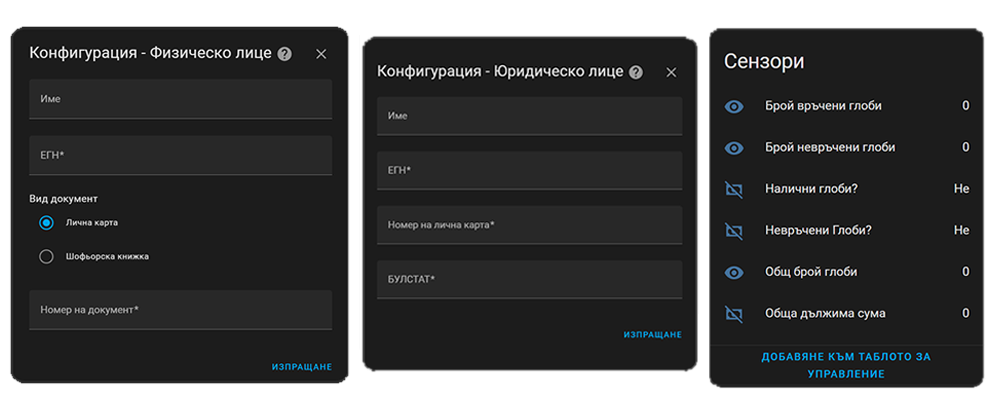 Конфигурация - Физическо лице
Име
ЕГН*
Вид документ
Лична карта
Шофьорска книжка
Номер на документ*
ИЗПРАЩАНЕ
Конфигурация - Юридическо лице
Име
ЕГН*
Номер на лична карта*
БУЛСТАТ*
ИЗПРАЩАНЕ
Сензори
Брой връчени глоби 0
Брой невръчени глоби 0
Налични глоби? Не
Невръчени Глоби? Не
Общ брой глоби 0
Обща дължима сума 0
ДОБАВЯНЕ КЪМ ТАБЛОТО ЗА
УПРАВЛЕНИЕ